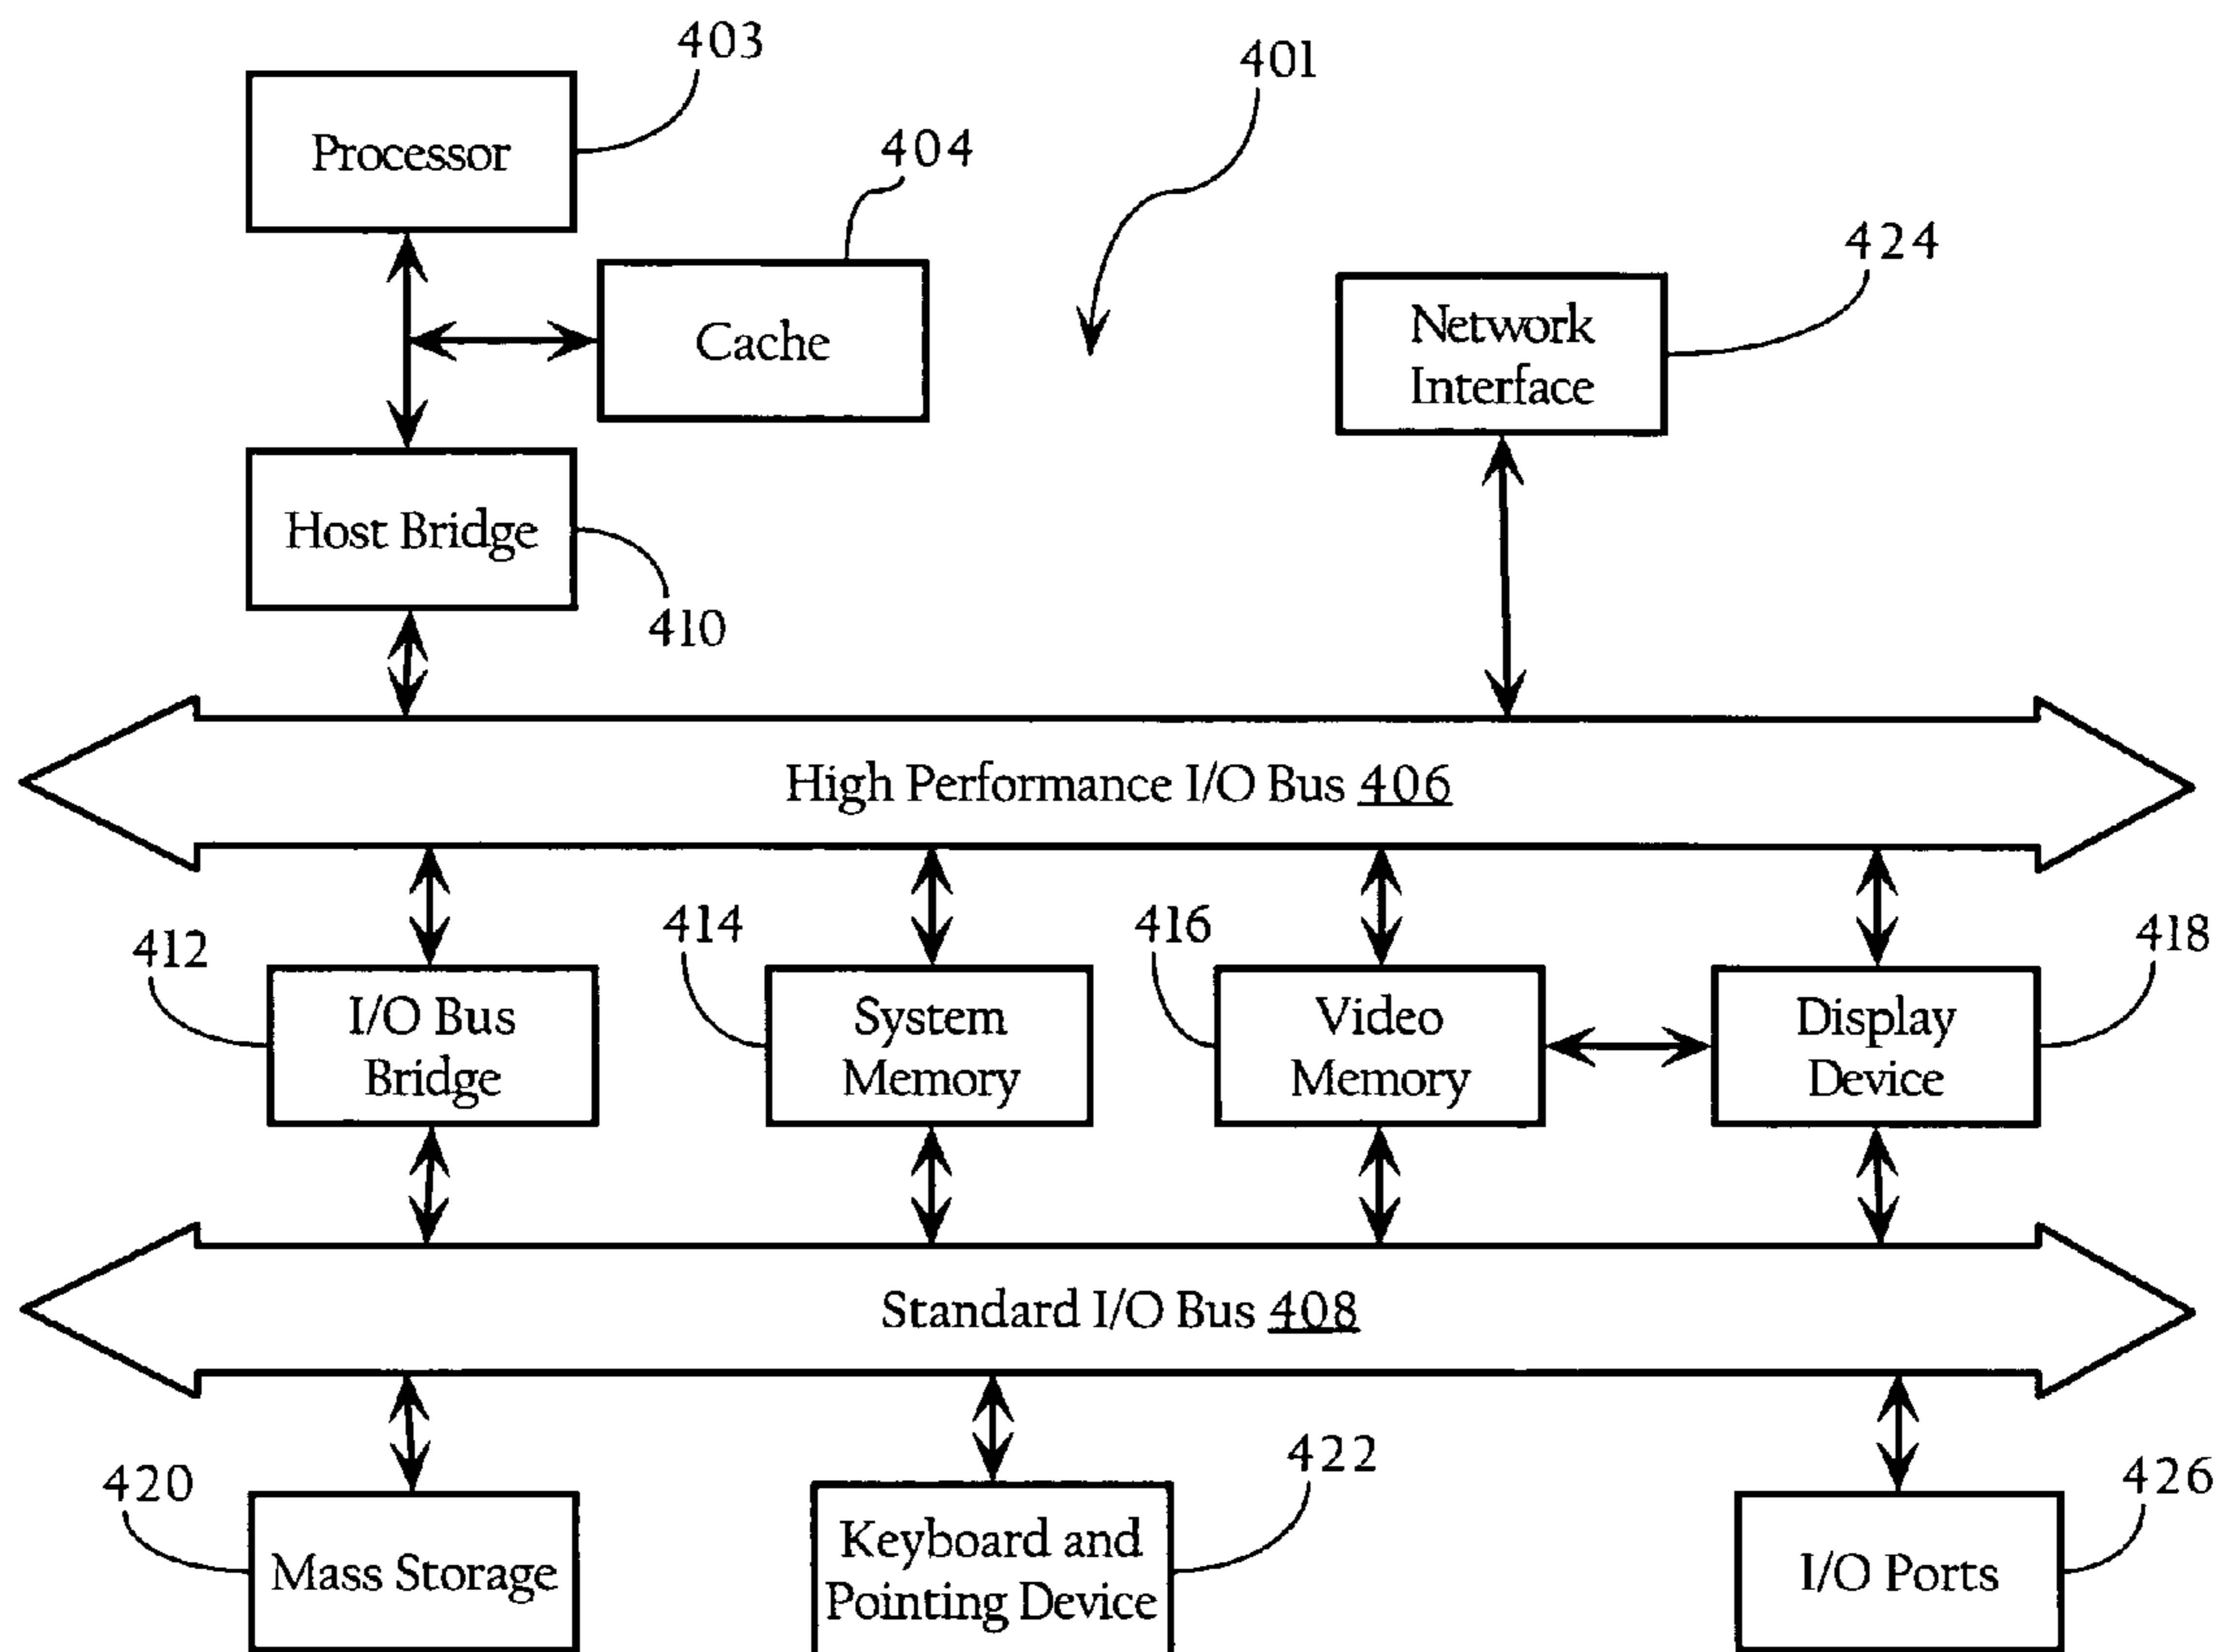 403
401
Processor
404
424
Cache
Network
Interface
Host Bridge
410
High Performance I/O Bus 406
412
414
416
418
I/O Bus
Bridge
System
Memory
Video
Memory
Display
Device
Standard I/O Bus 408
420
422
426
Mass Storage
Keyboard and
Pointing Device
I/O Ports